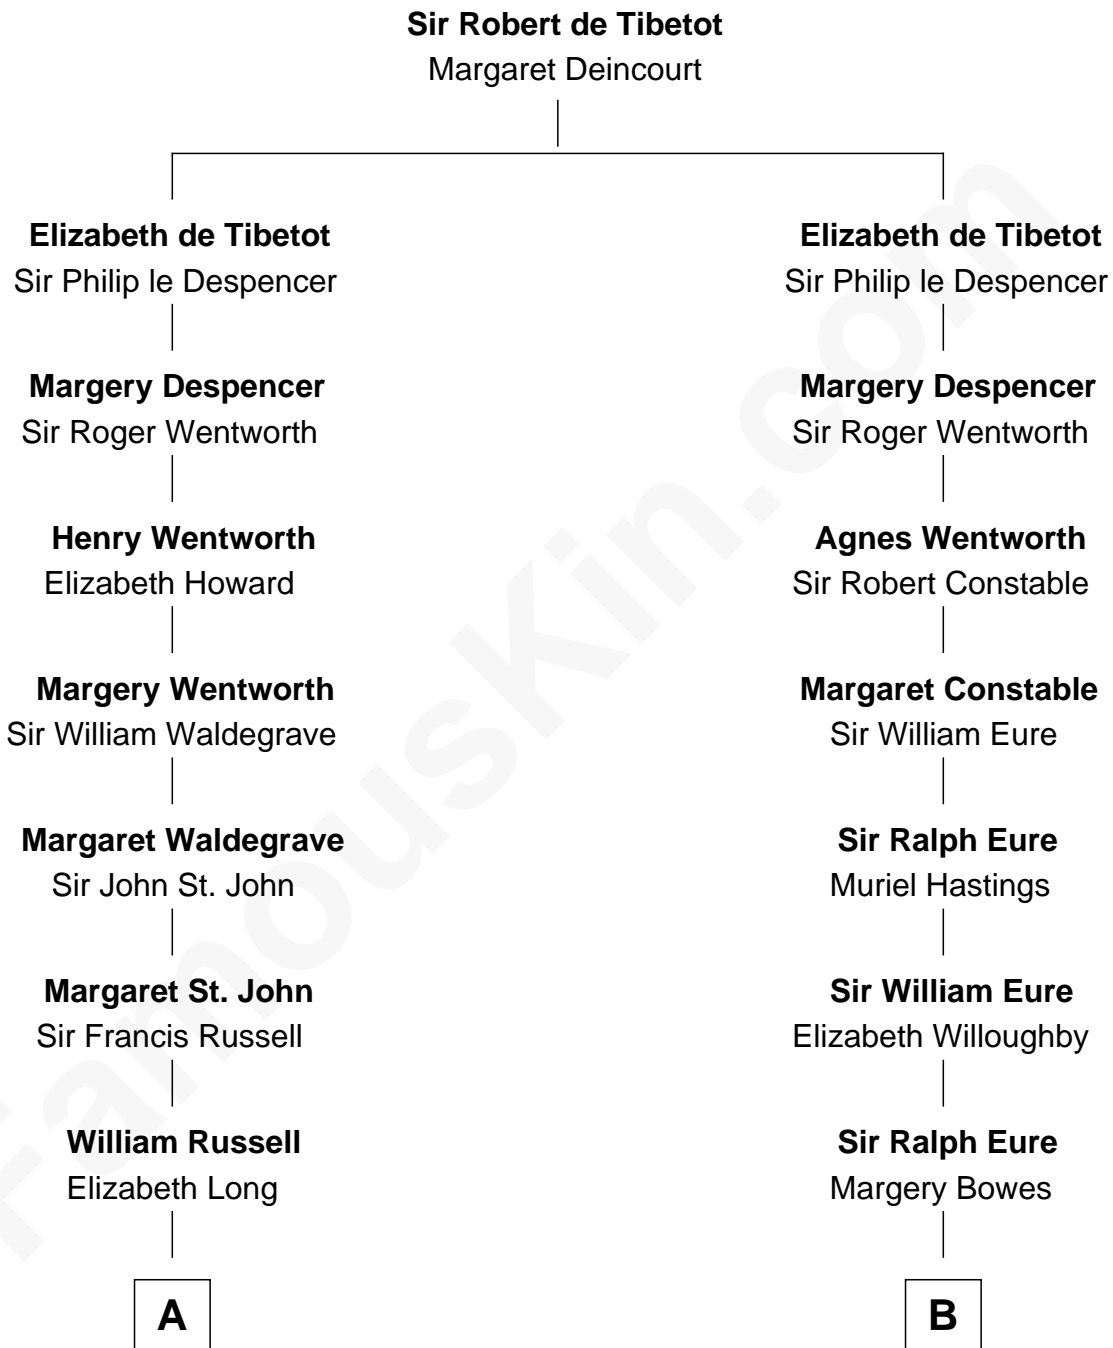 Sir Robert de Tibetot
Margaret Deincourt
Elizabeth de Tibetot
Sir Philip le Despencer
Margery Despencer
Sir Roger Wentworth
Henry Wentworth
Elizabeth Howard
Margery Wentworth
Sir William Waldegrave
Margaret Waldegrave
Sir John St. John
Margaret St. John
Sir Francis Russell
William Russell
Elizabeth Long
A
Elizabeth de Tibetot
Sir Philip le Despencer
Margery Despencer
Sir Roger Wentworth
Agnes Wentworth
Sir Robert Constable
Margaret Constable
Sir William Eure
Sir Ralph Eure
Muriel Hastings
Sir William Eure
Elizabeth Willoughby
Sir Ralph Eure
Margery Bowes
B
FamousKin.com